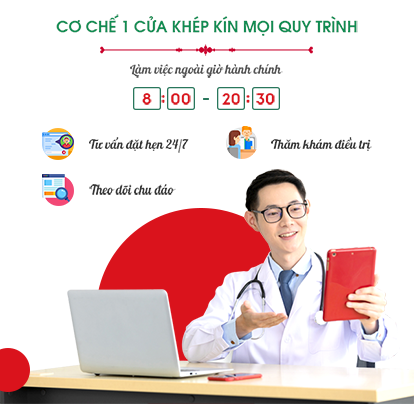 CƠ CHẾ 1 CỬA KHÉP KÍN MỌI QUY TRÌNH
Làm việc ngoài giờ hành chính
8:00 - 20:30
Tư vấn đặt hẹn 24/7
Thăm khám điều trị
Theo dõi chu đáo